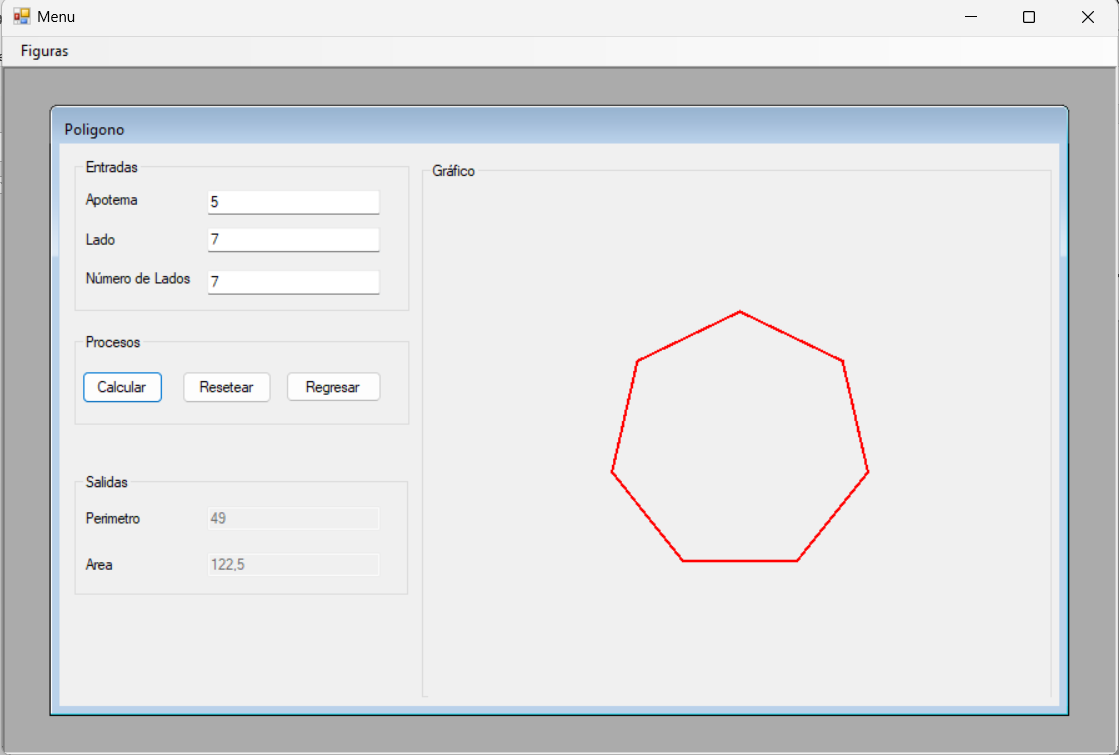 Menu
Figuras
Poligono
Entradas
Apotema 5
Lado 7
Número de Lados 7
Procesos
Calcular Resetear Regresar
Salidas
Perimetro 49
Area 122,5
Gráfico